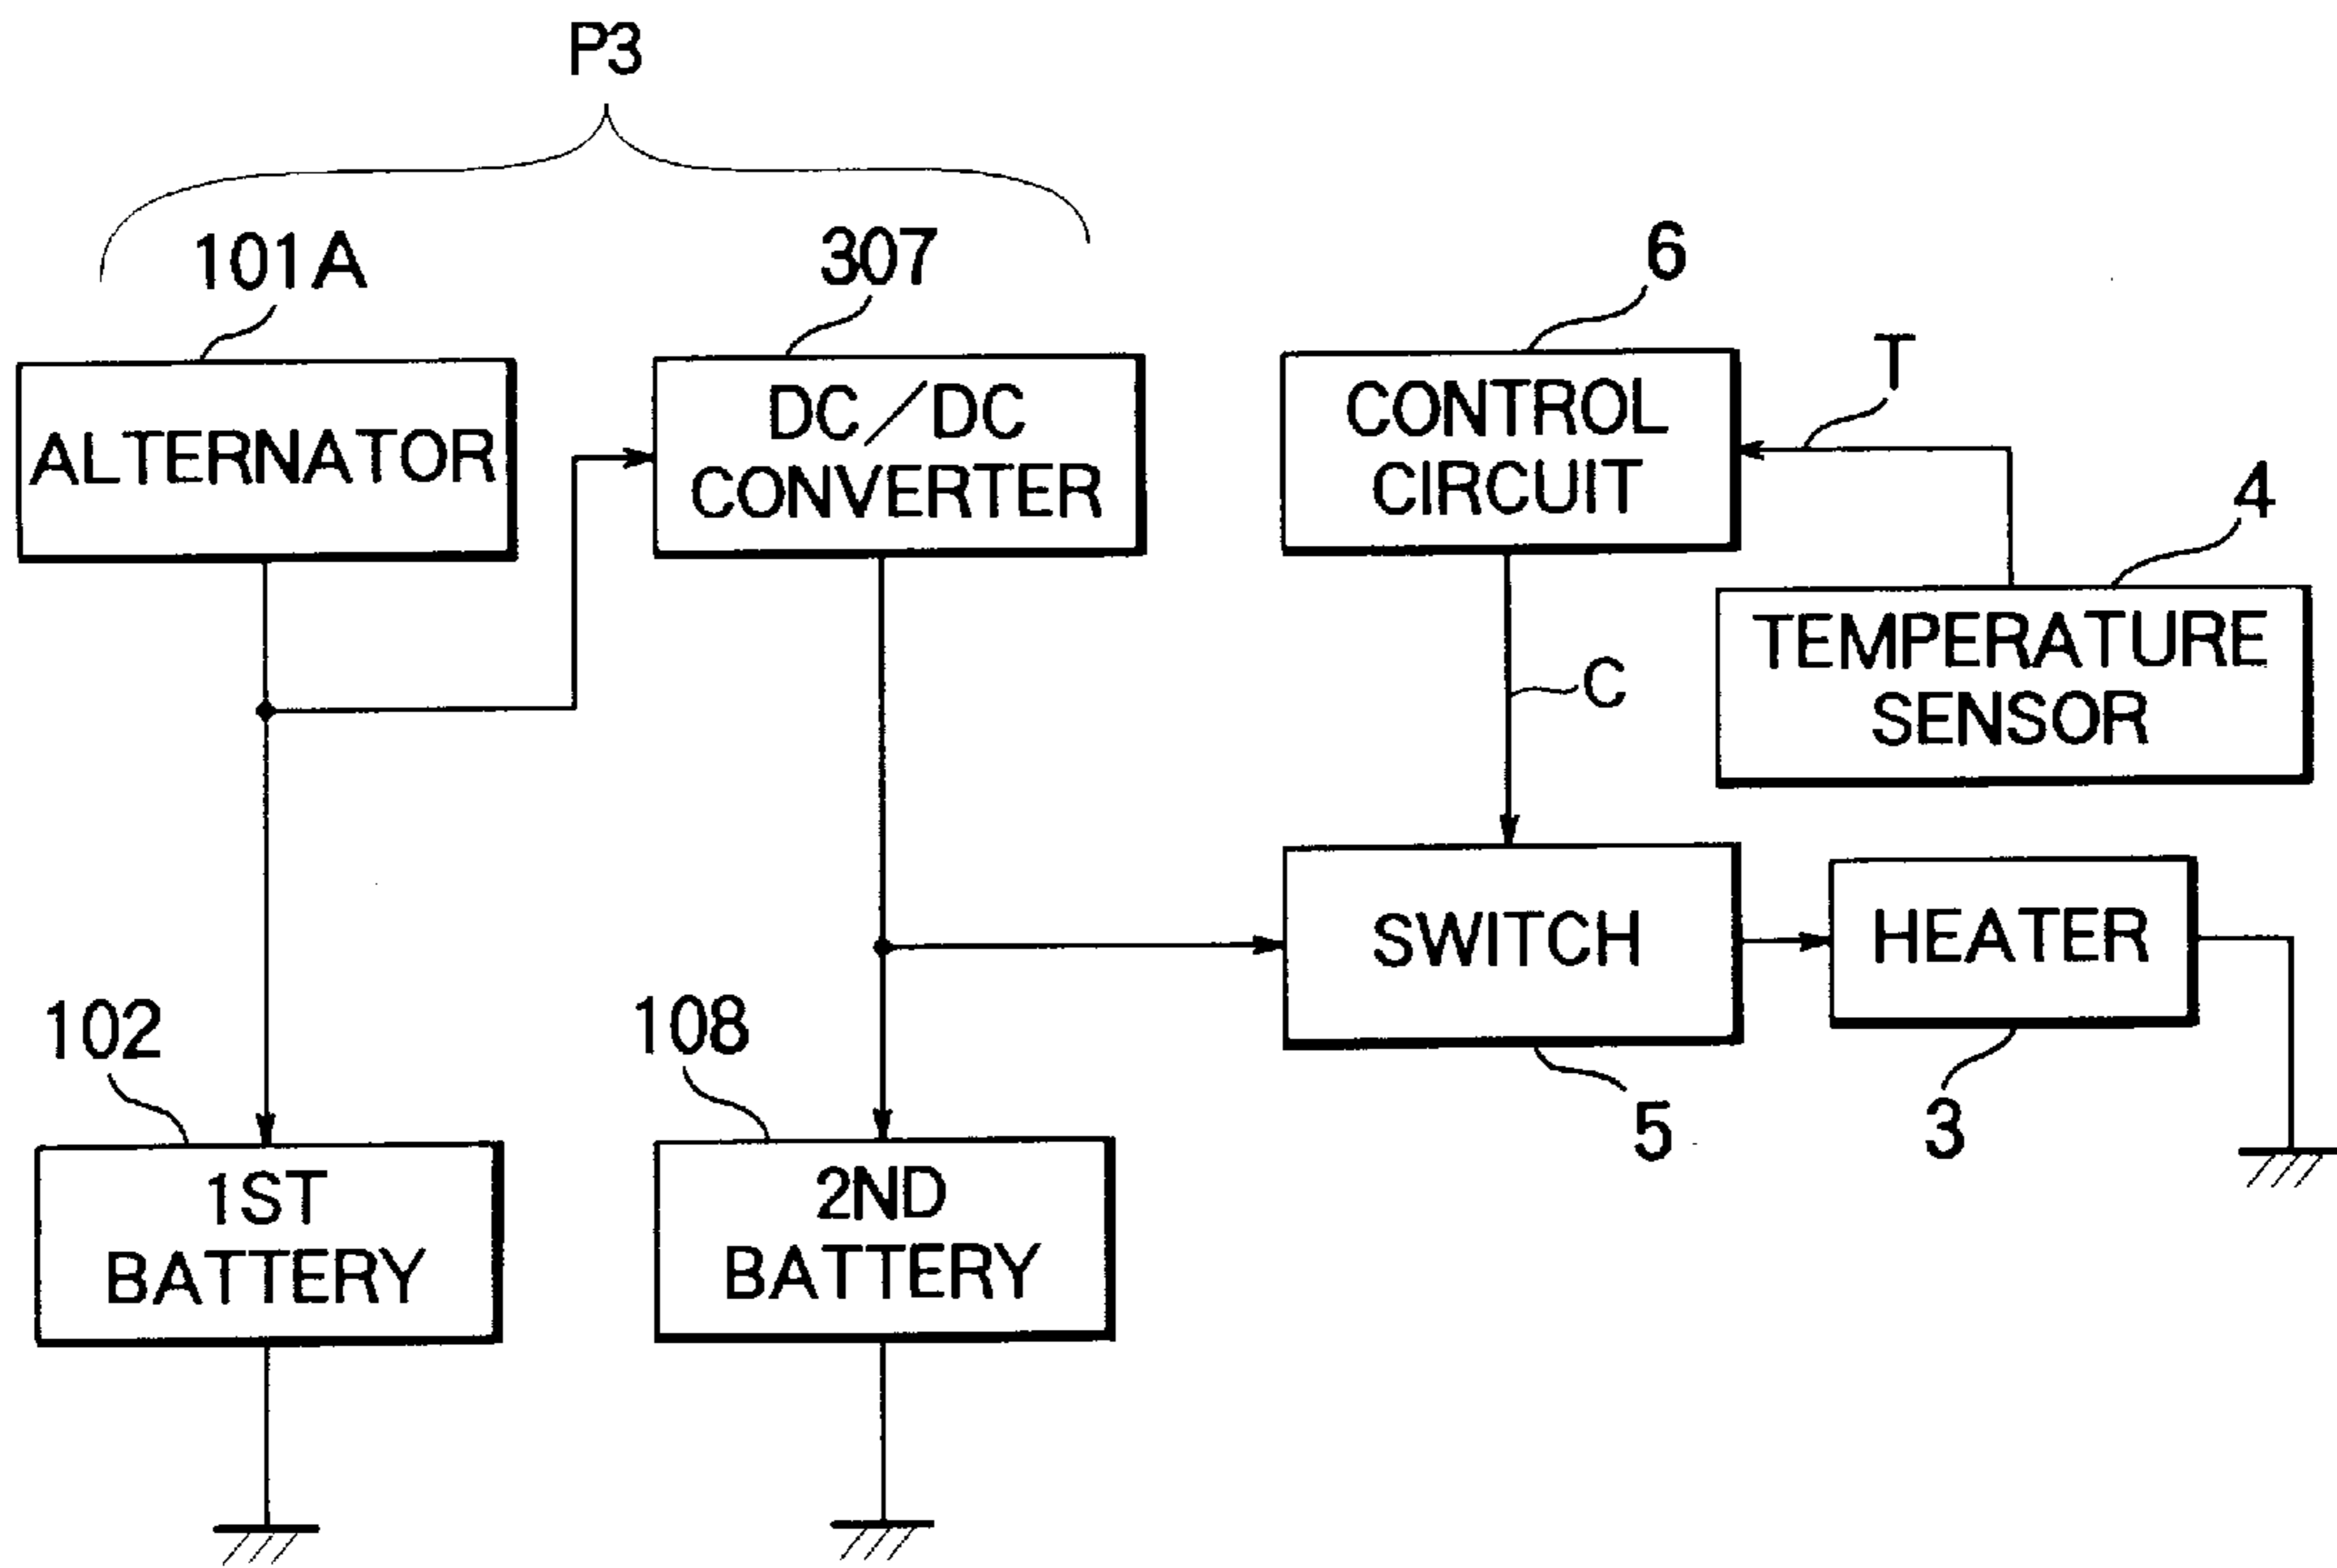 P3
101A
307
6
ALTERNATOR
DC/DC
CONVERTER
CONTROL
CIRCUIT
T
4
TEMPERATURE
SENSOR
C
SWITCH
HEATER
102
108
5
3
1ST
BATTERY
2ND
BATTERY